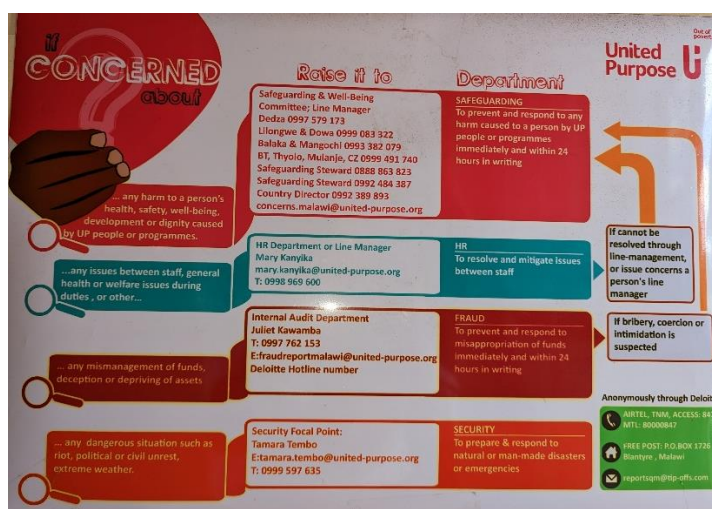 if
CONCERNED
about
Raise it to
Department
Out of
poverty
United
Purpose
... any harm to a person's
health, safety, well-being,
development or dignity caused
by UP people or programmes.
Safeguarding & Well-Being
Committee; Line Manager
Dedza 0997 579 173
Lilongwe & Dowa 0999 083 322
Balaka & Mangochi 0993 382 079
BT, Thyolo, Mulanje, CZ 0999 491 740
Safeguarding Steward 0888 863 823
Safeguarding Steward 0992 484 387
Country Director 0992 389 893
concerns.malawi@united-purpose.org
SAFEGUARDING
To prevent and respond to any
harm caused to a person by UP
people or programmes
immediately and within 24
hours in writing
...any issues between staff, general
health or welfare issues during
duties , or other...
HR Department or Line Manager
Mary Kanyika
mary.kanyika@united-purpose.org
T: 0998 969 600
HR
To resolve and mitigate issues
between staff
If cannot be
resolved through
line-management,
or issue concerns a
person's line
manager
... any mismanagement of funds,
deception or depriving of assets
Internal Audit Department
Juliet Kawamba
T: 0997 762 153
E:fraudreportmalawi@united-purpose.org
Deloitte Hotline number
FRAUD
To prevent and respond to
misappropriation of funds
immediately and within 24
hours in writing
If bribery, coercion or
intimidation is
suspected
... any dangerous situation such as
riot, political or civil unrest,
extreme weather.
Security Focal Point:
Tamara Tembo
E:tamara.tembo@united-purpose.org
T: 0999 597 635
SECURITY
To prepare & respond to
natural or man-made disasters
or emergencies
Anonymously through Deloit
AIRTEL, TNM, ACCESS: 847
MTL: 80000847
FREE POST: P.O.BOX 1726
Blantyre , Malawi
reportsqm@tip-offs.com